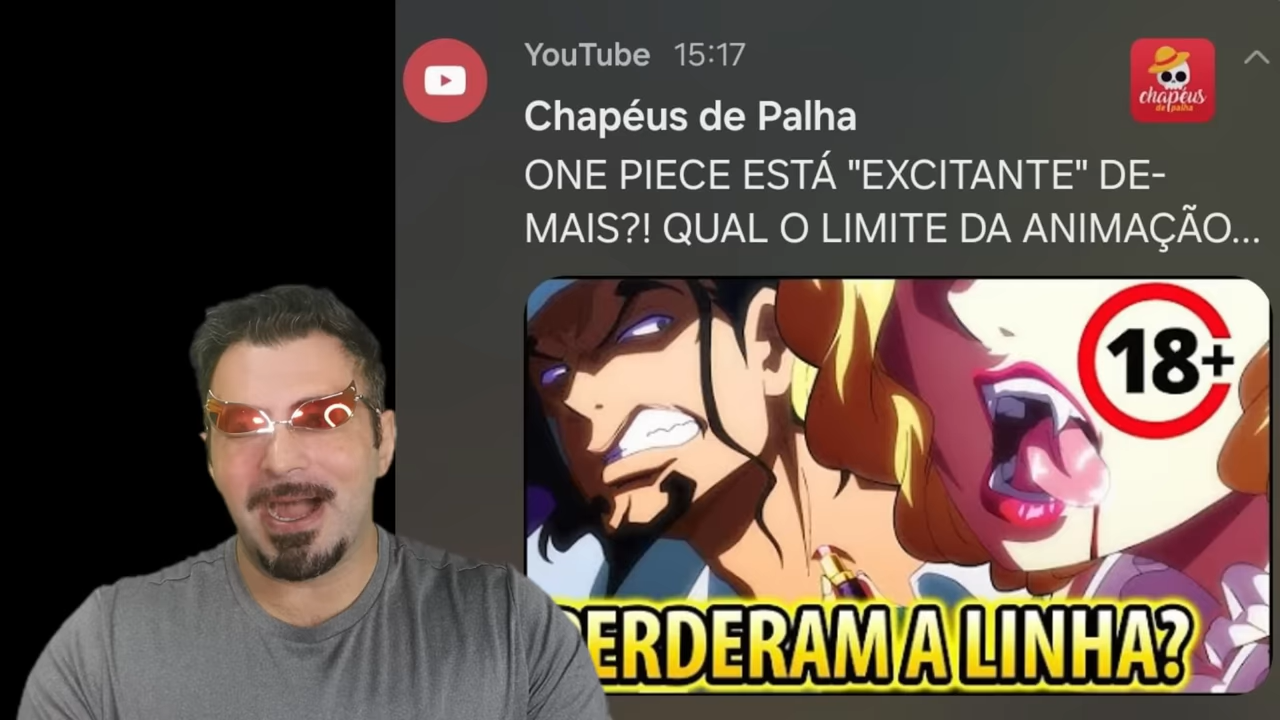 YouTube 15:17
Chapéus de Palha
chapéus
de palha
ONE PIECE ESTÁ "EXCITANTE" DE-
MAIS?! QUAL O LIMITE DA ANIMAÇÃO...
18+
PERDERAM A LINHA?